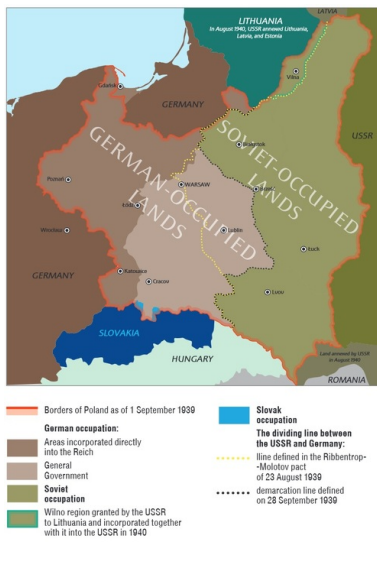 LATVIA
LITHUANIA
In August 1940, USSR annexed Lithuania,
Latvia, and Estonia
Vilna
Gdańsk
GERMANY
USSR
Białystok
GERMAN-OCCUPIED
LANDS
SOVIET-OCCUPIED
LANDS
Poznań
WARSAW
Brześć
Łódź
Wrocław
Lublin
Łuck
Katowice
Cracow
GERMANY
Lvov
SLOVAKIA
HUNGARY
Land annexed by USSR
in August 1940
ROMANIA
Borders of Poland as of 1 September 1939
German occupation:
Areas incorporated directly
into the Reich
General
Government
Soviet
occupation
Wilno region granted by the USSR
to Lithuania and incorporated together
with it into the USSR in 1940
Slovak
occupation
The dividing line between
the USSR and Germany:
lline defined in the Ribbentrop-
-Molotov pact
of 23 August 1939
demarcation line defined
on 28 September 1939